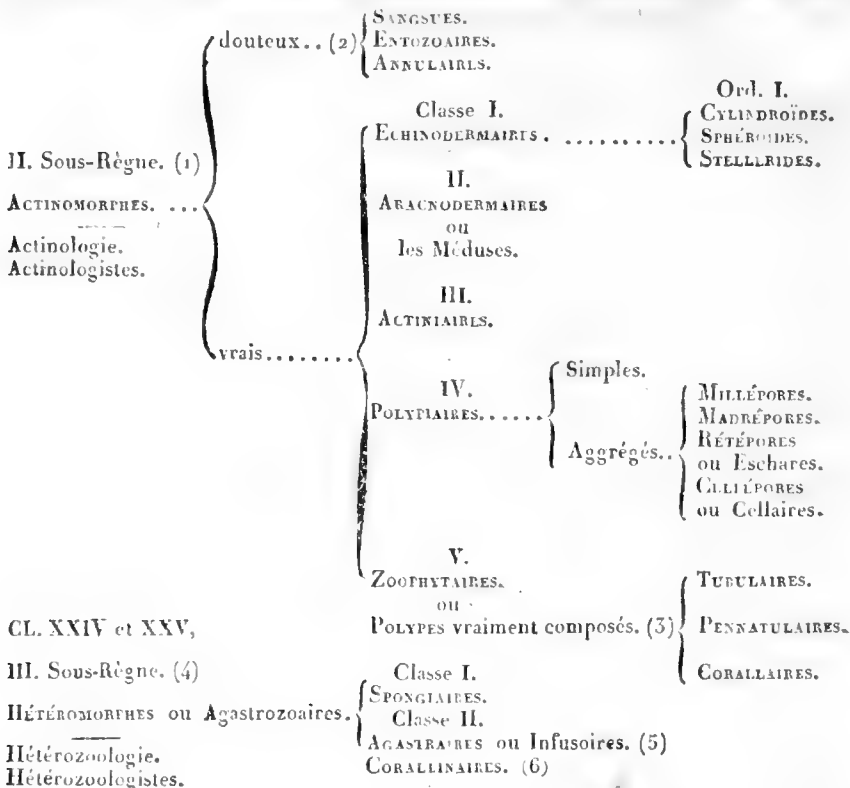 II. Sous-Règne. (1)
ACTINOMORPHES. ...
Actinologie.
Actinologistes.
douteux.. (2)
SANGSUES.
ENTOZOAIRES.
ANNULAIRES.
vrais........
Classe I.
ECHINODERMAIRES. ..........
Ord. I.
CYLINDROÏDES.
SPHÉROIDES.
STELLERIDES.
II.
ARACNODERMAIRES
ou
les Méduses.
III.
ACTINIAIRES.
IV.
POLYPIAIRES......
Simples.
Aggrégés..
MILLÉPORES.
MADRÉPORES.
RÉTÉPORES
ou Eschares.
CELLÉPORES
ou Cellaires.
V.
ZOOPHYTAIRES.
ou
POLYPES vraiment composés. (3)
TUBULAIRES.
PENNATULAIRES.
CORALLAIRES.
CL. XXIV et XXV,
III. Sous-Règne. (4)
HÉTÉROMORPHES ou Agastrozoaires.
Hétérozoologie.
Hétérozoologistes.
Classe I.
SPONGIAIRES.
Classe II.
AGASTRAIRES ou Infusoires. (5)
CORALLINAIRES. (6)